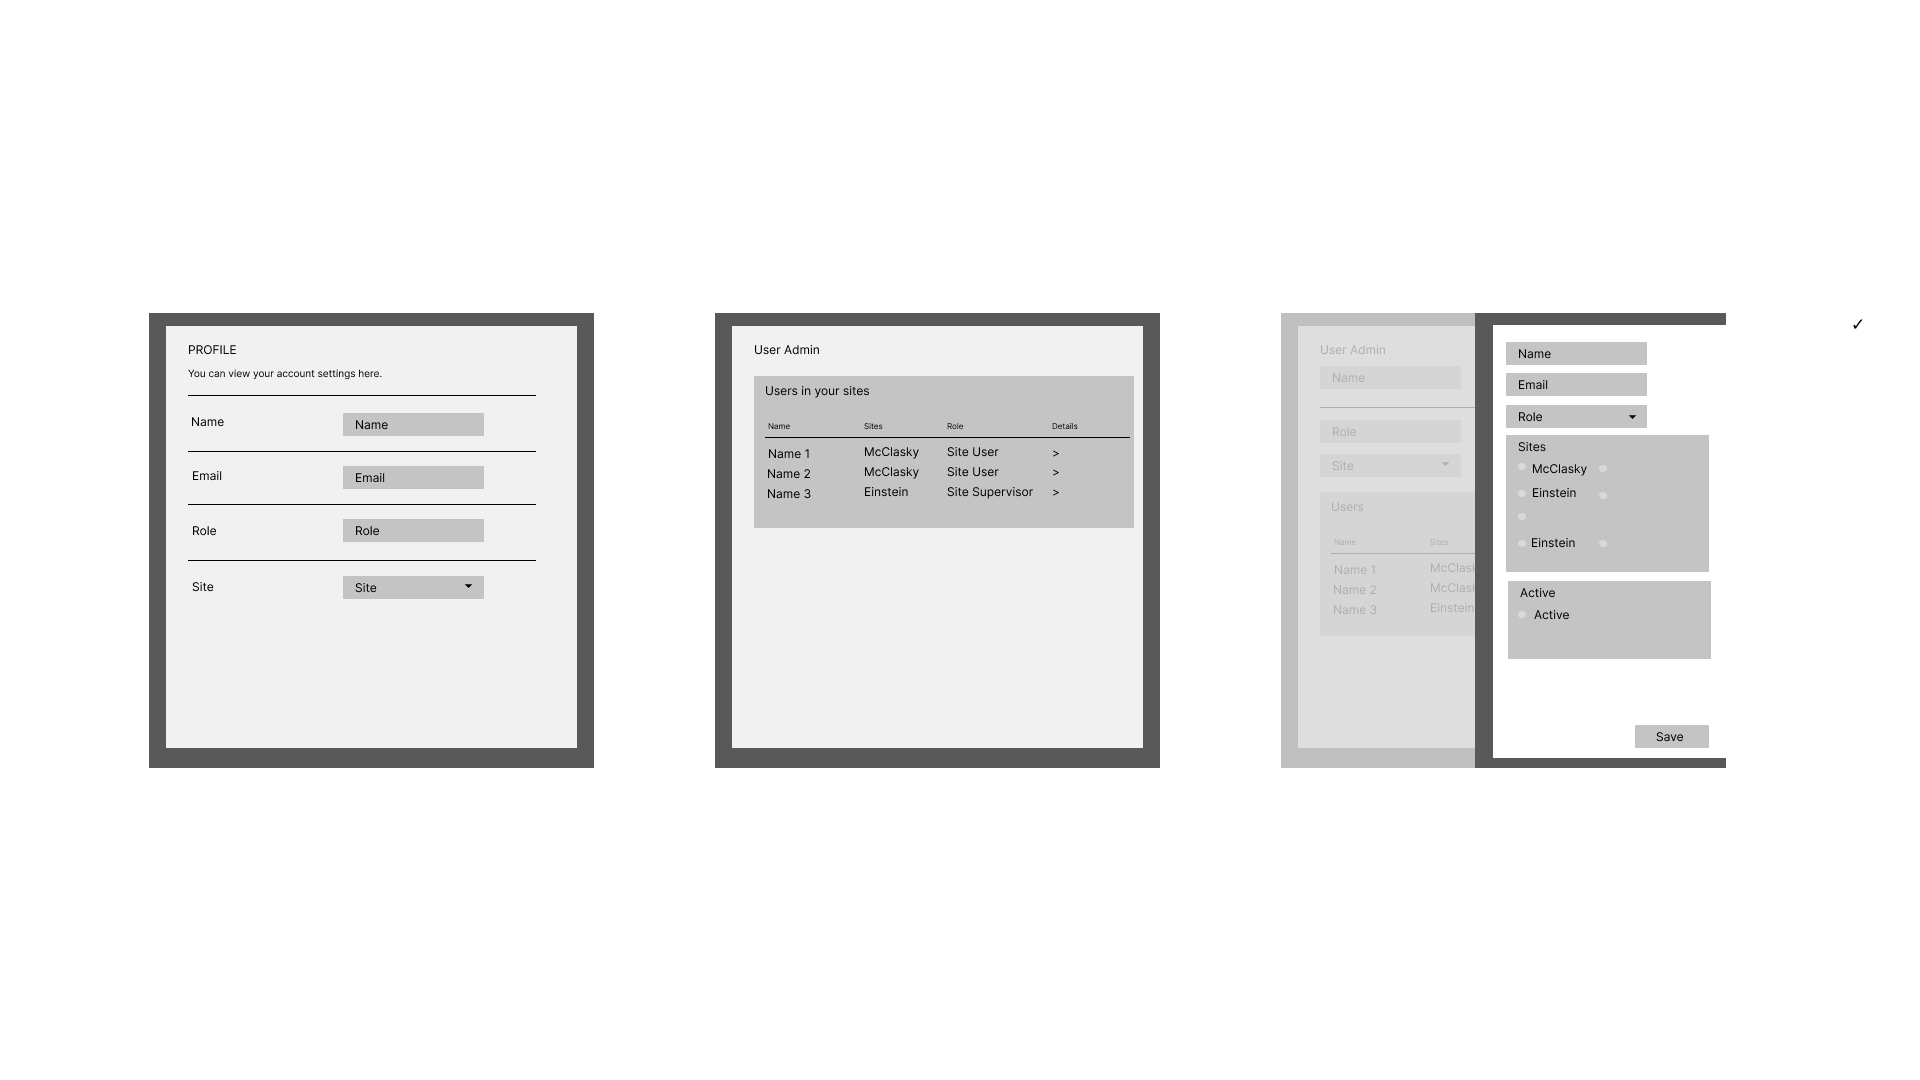 PROFILE
You can view your account settings here.
Name
Name
Email
Email
Role
Role
Site
Site
User Admin
Users in your sites
Name Sites Role Details
Name 1 McClasky Site User >
Name 2 McClasky Site User >
Name 3 Einstein Site Supervisor >
User Admin
Name
Role
Site
Users
Name Sites
Name 1 McClask
Name 2 McClask
Name 3 Einstein
Name
Email
Role
Sites
McClasky
Einstein
Einstein
Active
Active
Save
✓